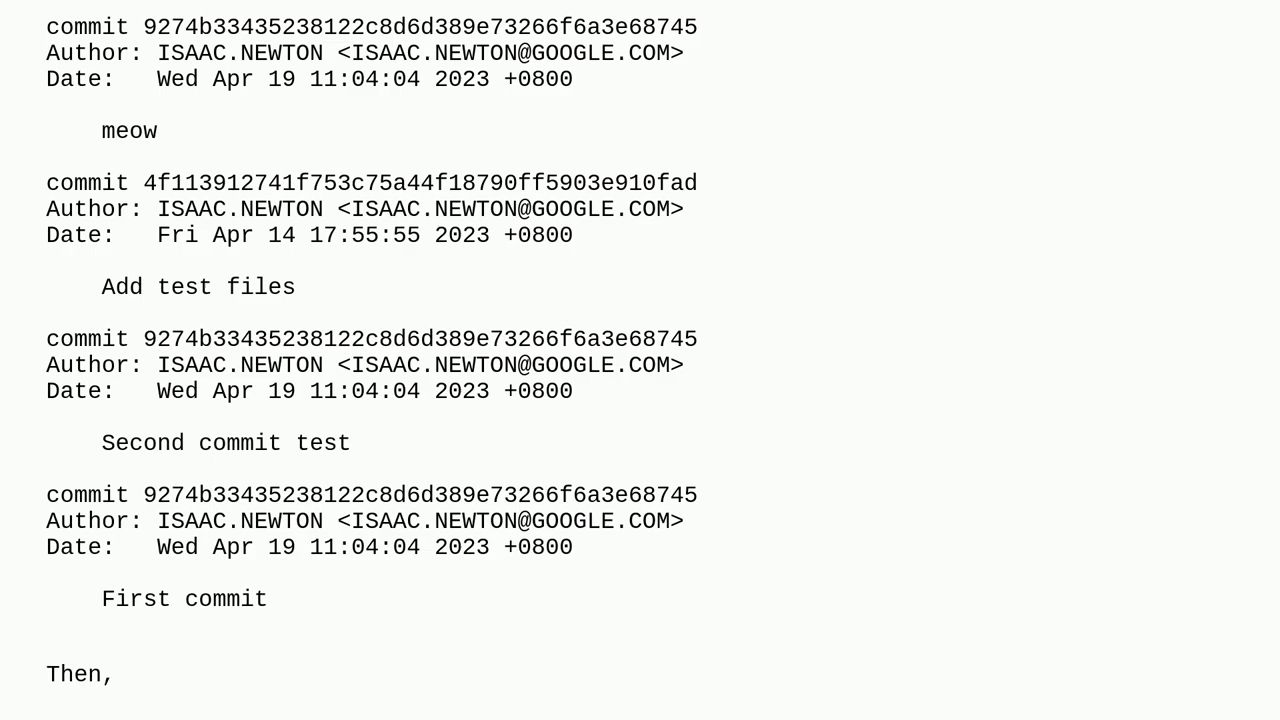 commit 9274b33435238122c8d6d389e73266f6a3e68745
Author: ISAAC.NEWTON <ISAAC.NEWTON@GOOGLE.COM>
Date:   Wed Apr 19 11:04:04 2023 +0800
meow
commit 4f113912741f753c75a44f18790ff5903e910fad
Author: ISAAC.NEWTON <ISAAC.NEWTON@GOOGLE.COM>
Date:   Fri Apr 14 17:55:55 2023 +0800
Add test files
commit 9274b33435238122c8d6d389e73266f6a3e68745
Author: ISAAC.NEWTON <ISAAC.NEWTON@GOOGLE.COM>
Date:   Wed Apr 19 11:04:04 2023 +0800
Second commit test
commit 9274b33435238122c8d6d389e73266f6a3e68745
Author: ISAAC.NEWTON <ISAAC.NEWTON@GOOGLE.COM>
Date:   Wed Apr 19 11:04:04 2023 +0800
First commit
Then,